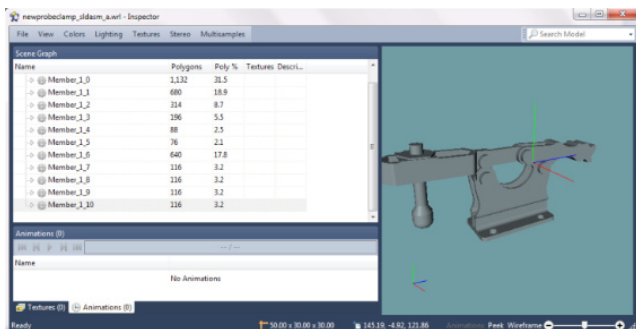 newprobeclamp_sldasm_a.wrl - Inspector
File View Colors Lighting Textures Stereo Multisamples
Search Model
Scene Graph
Name Polygons Poly % Textures Descri...
Member_1_0 1,132 31.5
Member_1_1 680 18.9
Member_1_2 314 8.7
Member_1_3 196 5.5
Member_1_4 88 2.5
Member_1_5 76 2.1
Member_1_6 640 17.8
Member_1_7 116 3.2
Member_1_8 116 3.2
Member_1_9 116 3.2
Member_1_10 116 3.2
Animations (0)
-- / --
Name
No Animations
Textures (0) Animations (0)
Ready 50.00 x 30.00 x 30.00 145.19, -4.92, 121.86 Animations Peek Wireframe